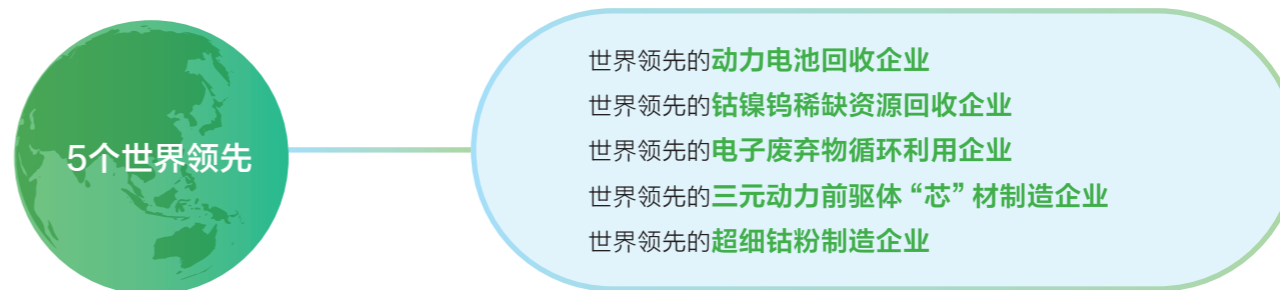 5个世界领先
世界领先的动力电池回收企业
世界领先的钴镍钨稀缺资源回收企业
世界领先的电子废弃物循环利用企业
世界领先的三元动力前驱体“芯”材制造企业
世界领先的超细钴粉制造企业